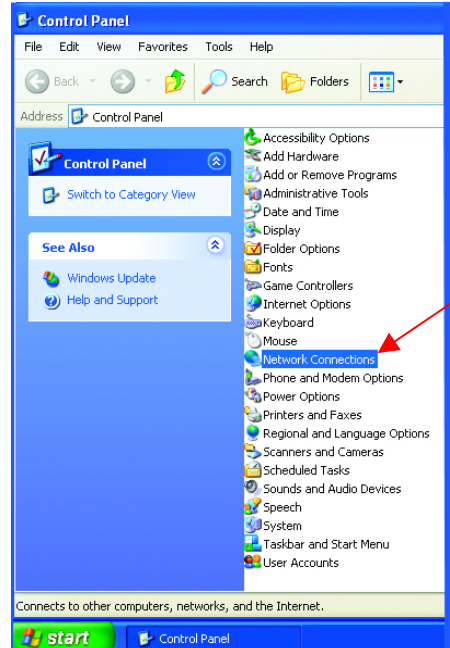 Control Panel
File Edit View Favorites Tools Help
Back Search Folders
Address Control Panel
Control Panel
Switch to Category View
See Also
Windows Update
Help and Support
Accessibility Options
Add Hardware
Add or Remove Programs
Administrative Tools
Date and Time
Display
Folder Options
Fonts
Game Controllers
Internet Options
Keyboard
Mouse
Network Connections
Phone and Modem Options
Power Options
Printers and Faxes
Regional and Language Options
Scanners and Cameras
Scheduled Tasks
Sounds and Audio Devices
Speech
System
Taskbar and Start Menu
User Accounts
Connects to other computers, networks, and the Internet.
start Control Panel